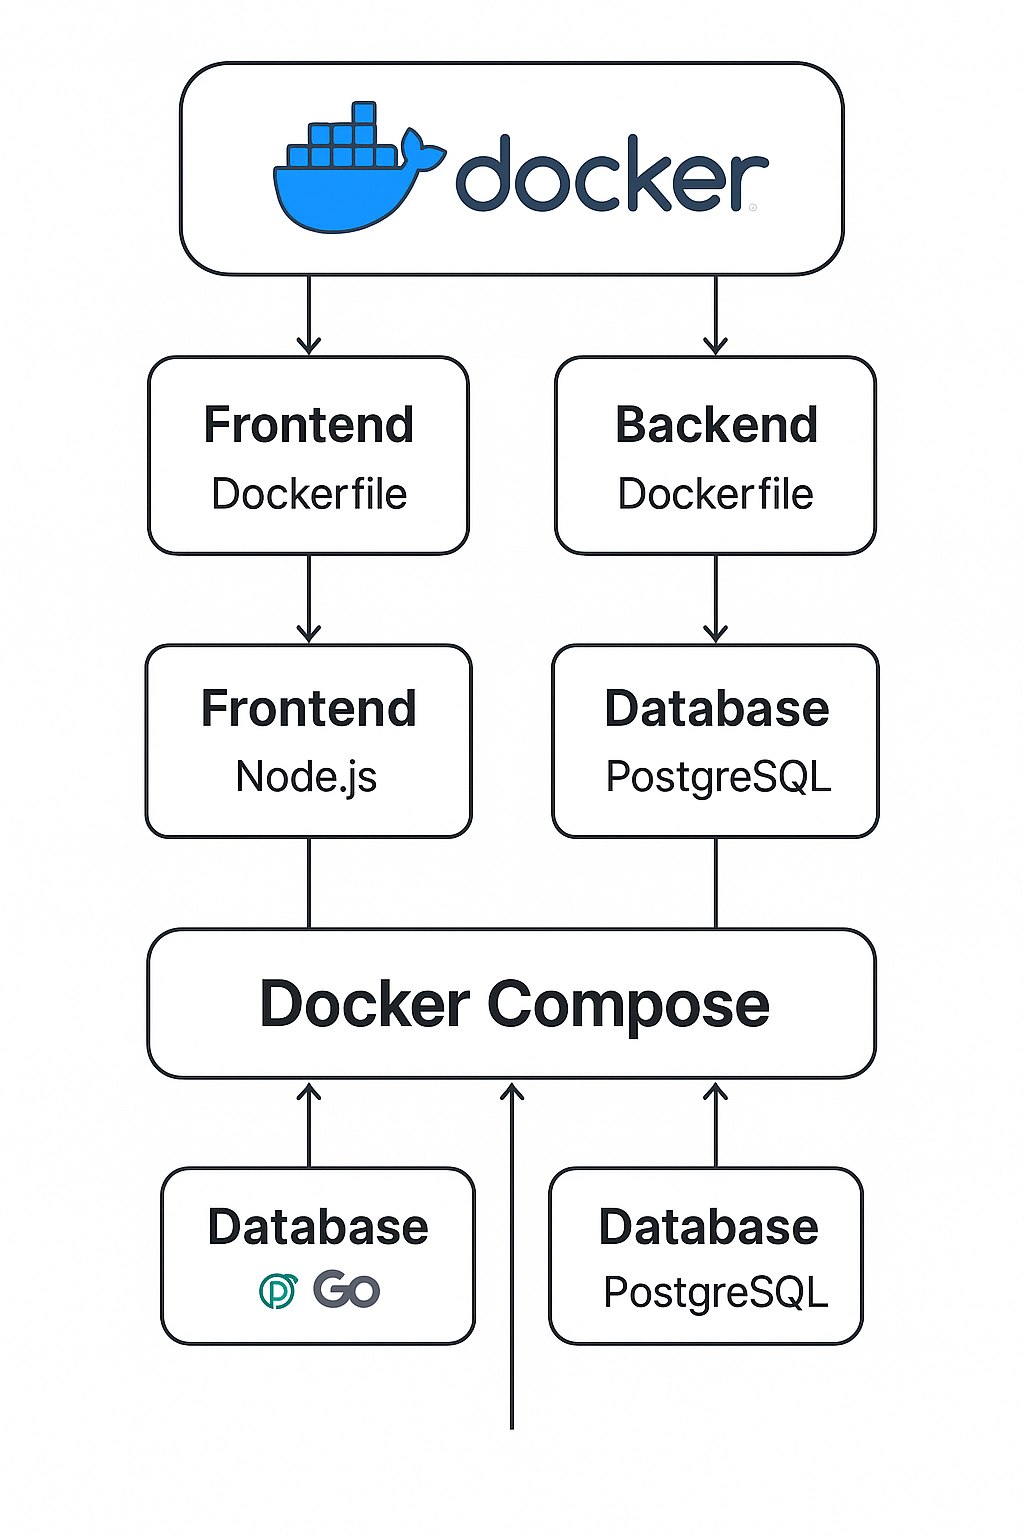 docker
Frontend
Dockerfile
Backend
Dockerfile
Frontend
Node.js
Database
PostgreSQL
Docker Compose
Database
GO
Database
PostgreSQL